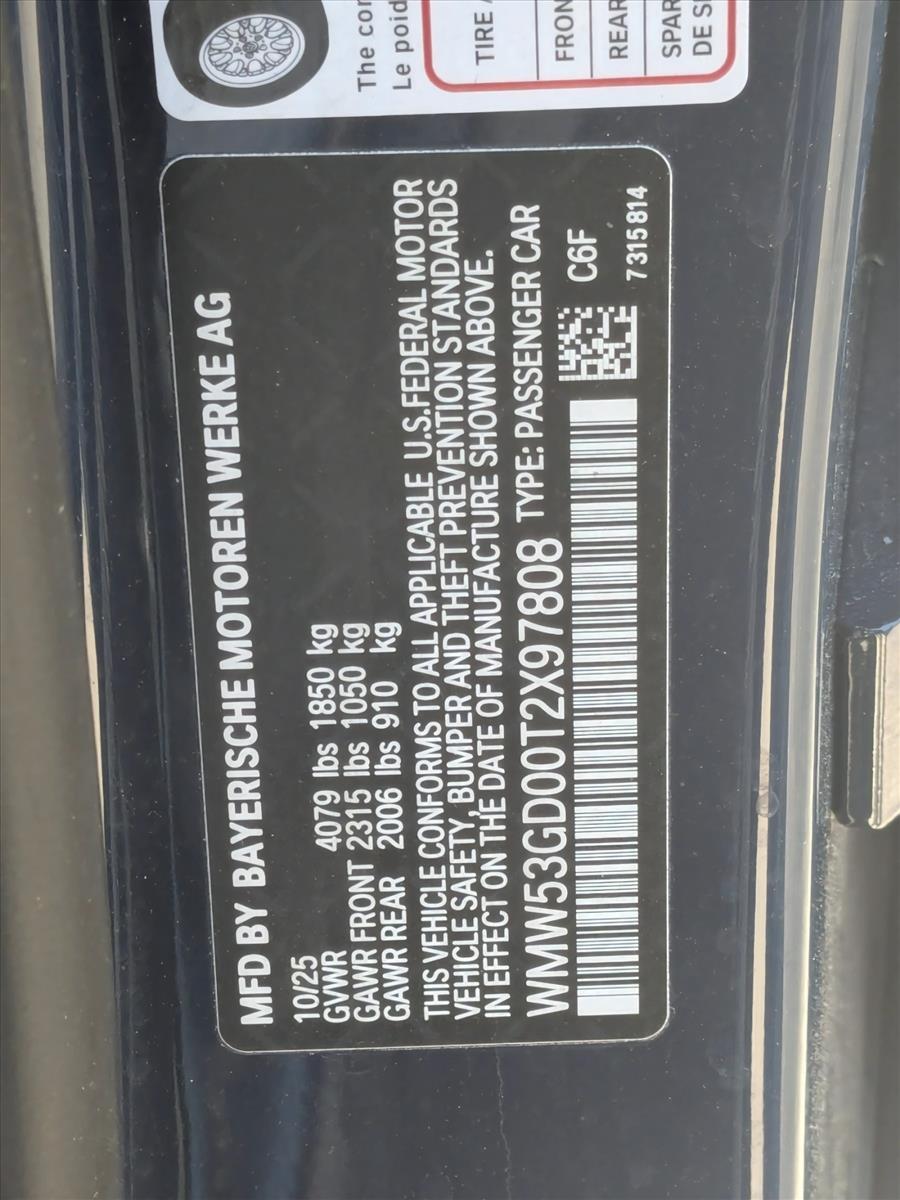 MFD BY BAYERISCHE MOTOREN WERKE AG
10/25
GVWR 4079 lbs 1850 kg
GAWR FRONT 2315 lbs 1050 kg
GAWR REAR 2006 lbs 910 kg
THIS VEHICLE CONFORMS TO ALL APPLICABLE U.S.FEDERAL MOTOR
VEHICLE SAFETY, BUMPER AND THEFT PREVENTION STANDARDS
IN EFFECT ON THE DATE OF MANUFACTURE SHOWN ABOVE.
WMW53GD00T2X97808 TYPE: PASSENGER CAR
C6F
7315814
The
Le poid
TIRE /
FRON
REAR
SPAR
DE